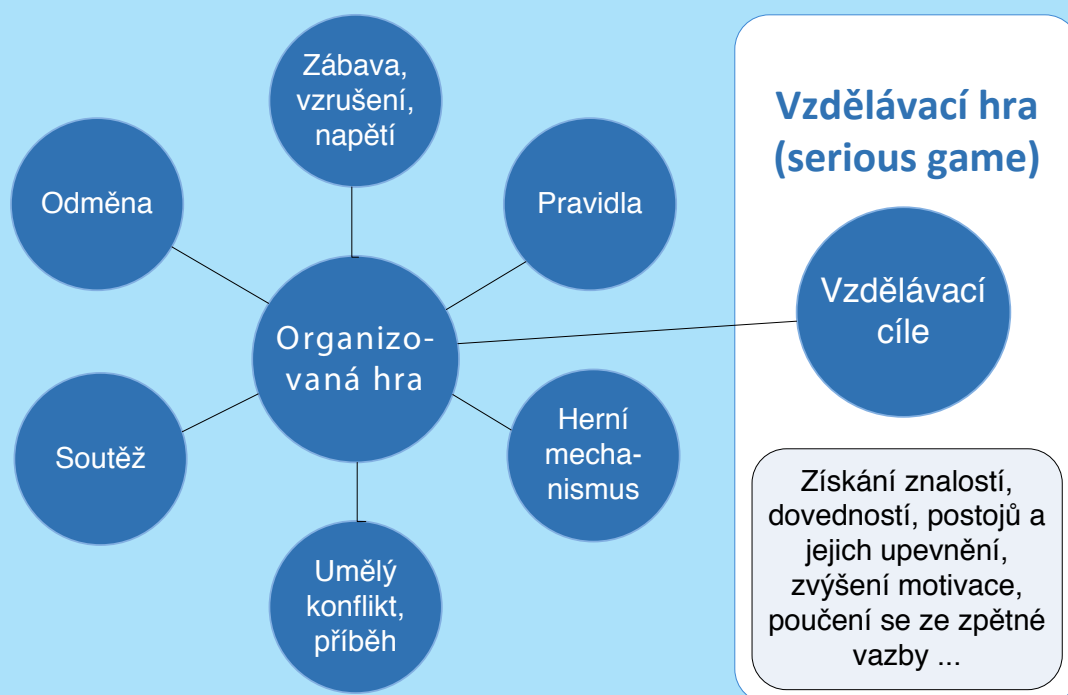 Zábava,
vzrušení,
napětí
Odměna
Pravidla
Organizo-
vaná hra
Soutěž
Herní
mecha-
nismus
Umělý
konflikt,
příběh
Vzdělávací hra
(serious game)
Vzdělávací
cíle
Získání znalostí,
dovedností, postojů a
jejich upevnění,
zvýšení motivace,
poučení se ze zpětné
vazby ...